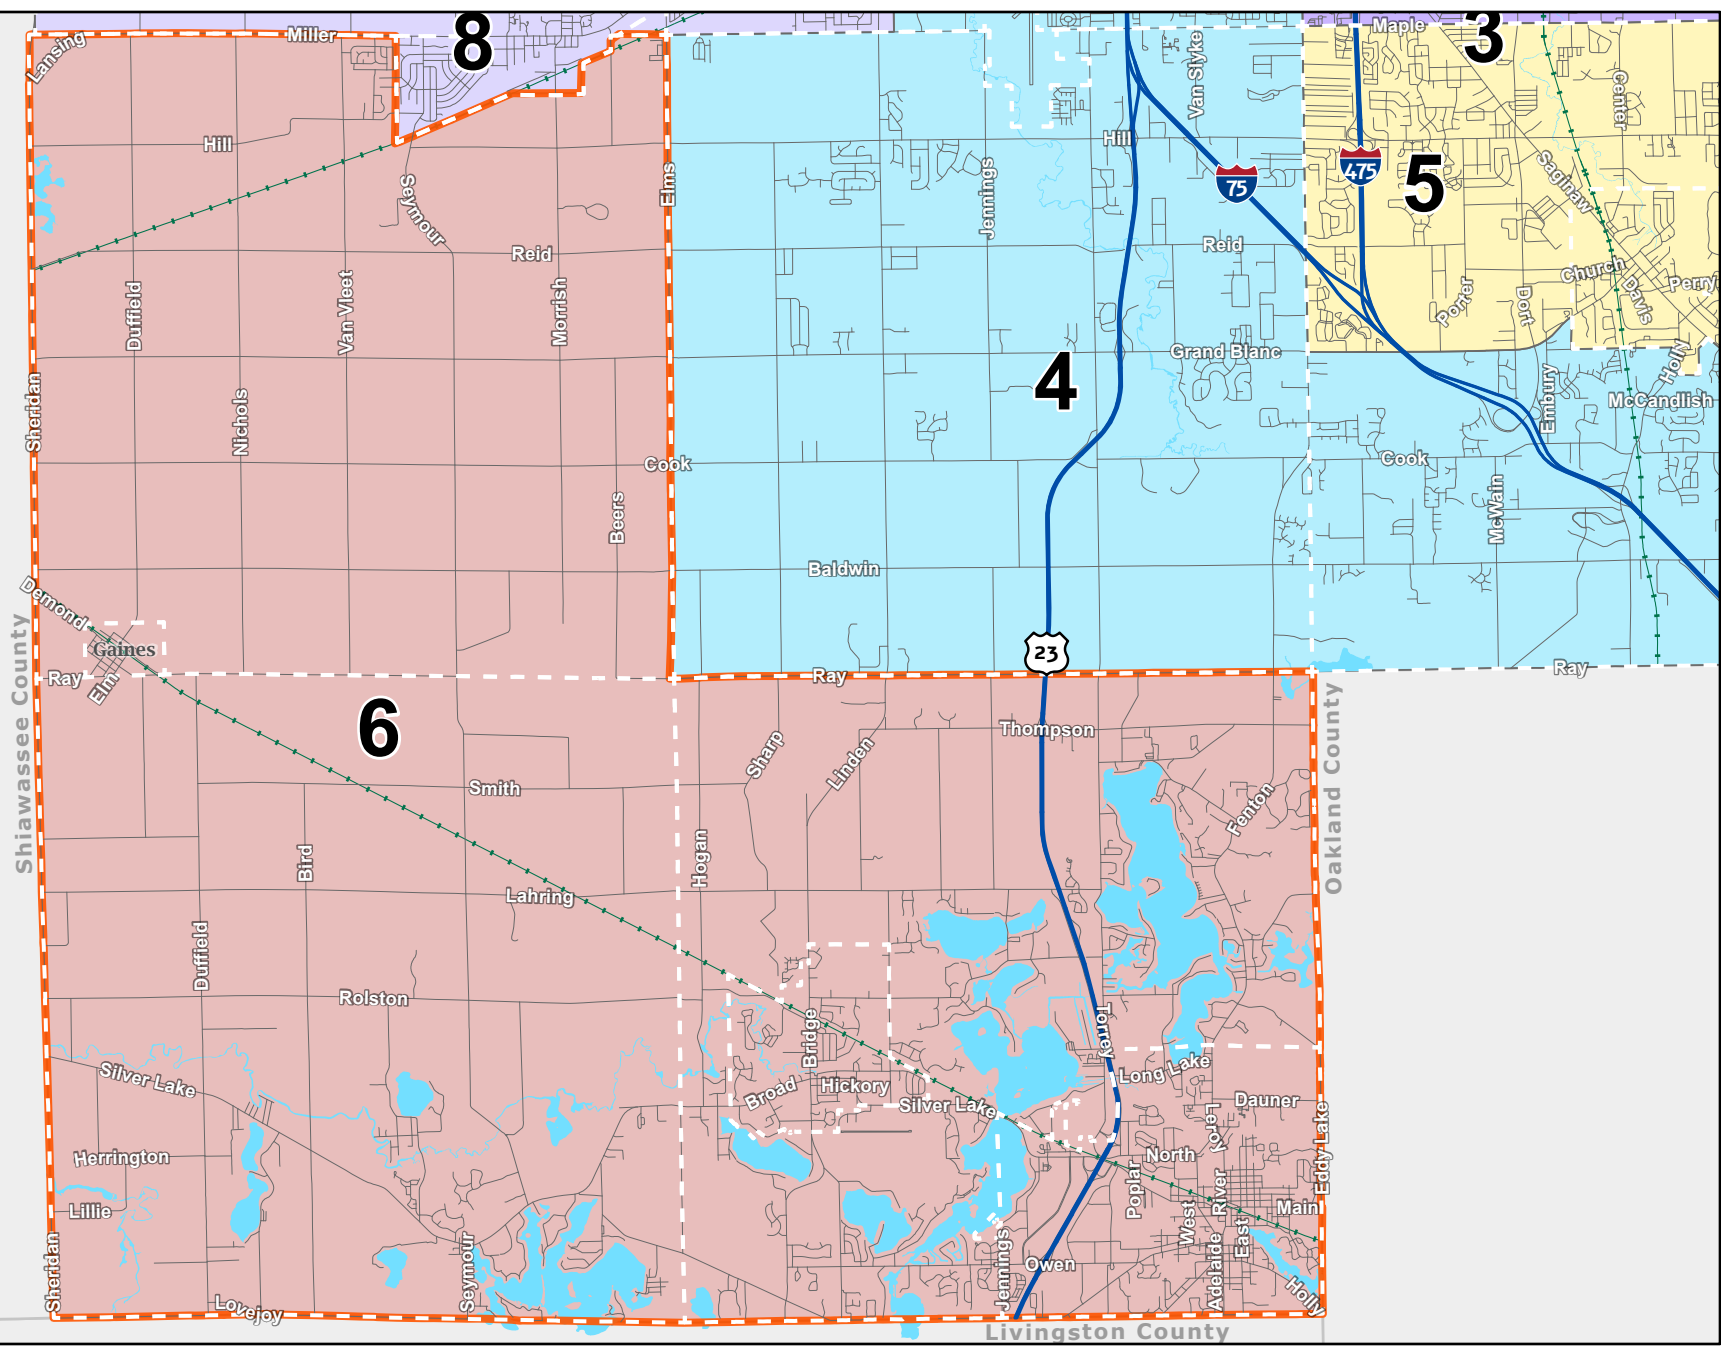 8
3
Maple
Lansing
Miller
Van Slyke
Center
Hill
Hill
475
75
5
Saginaw
Seymour
Elms
Jennings
Reid
Reid
Church
Perry
Davis
Duffield
Van Vleet
Morrish
Porter
Dort
Grand Blanc
Holly
4
Embury
McCandlish
Sheridan
Nichols
Cook
Cook
Beers
McWain
Baldwin
Demond
Gaines
23
Ray
Elm
Ray
Ray
Shiawassee County
6
Thompson
Oakland County
Sharp
Linden
Smith
Fenton
Bird
Hogan
Lahring
Duffield
Rolston
Bridge
Torrey
Silver Lake
Long Lake
Broad
Hickory
Silver Lake
Dauner
Leroy
Eddy Lake
Herrington
North
Poplar
River
West
Lillie
Main
East
Sheridan
Seymour
Jennings
Owen
Adelaide
Holly
Lovejoy
Livingston County